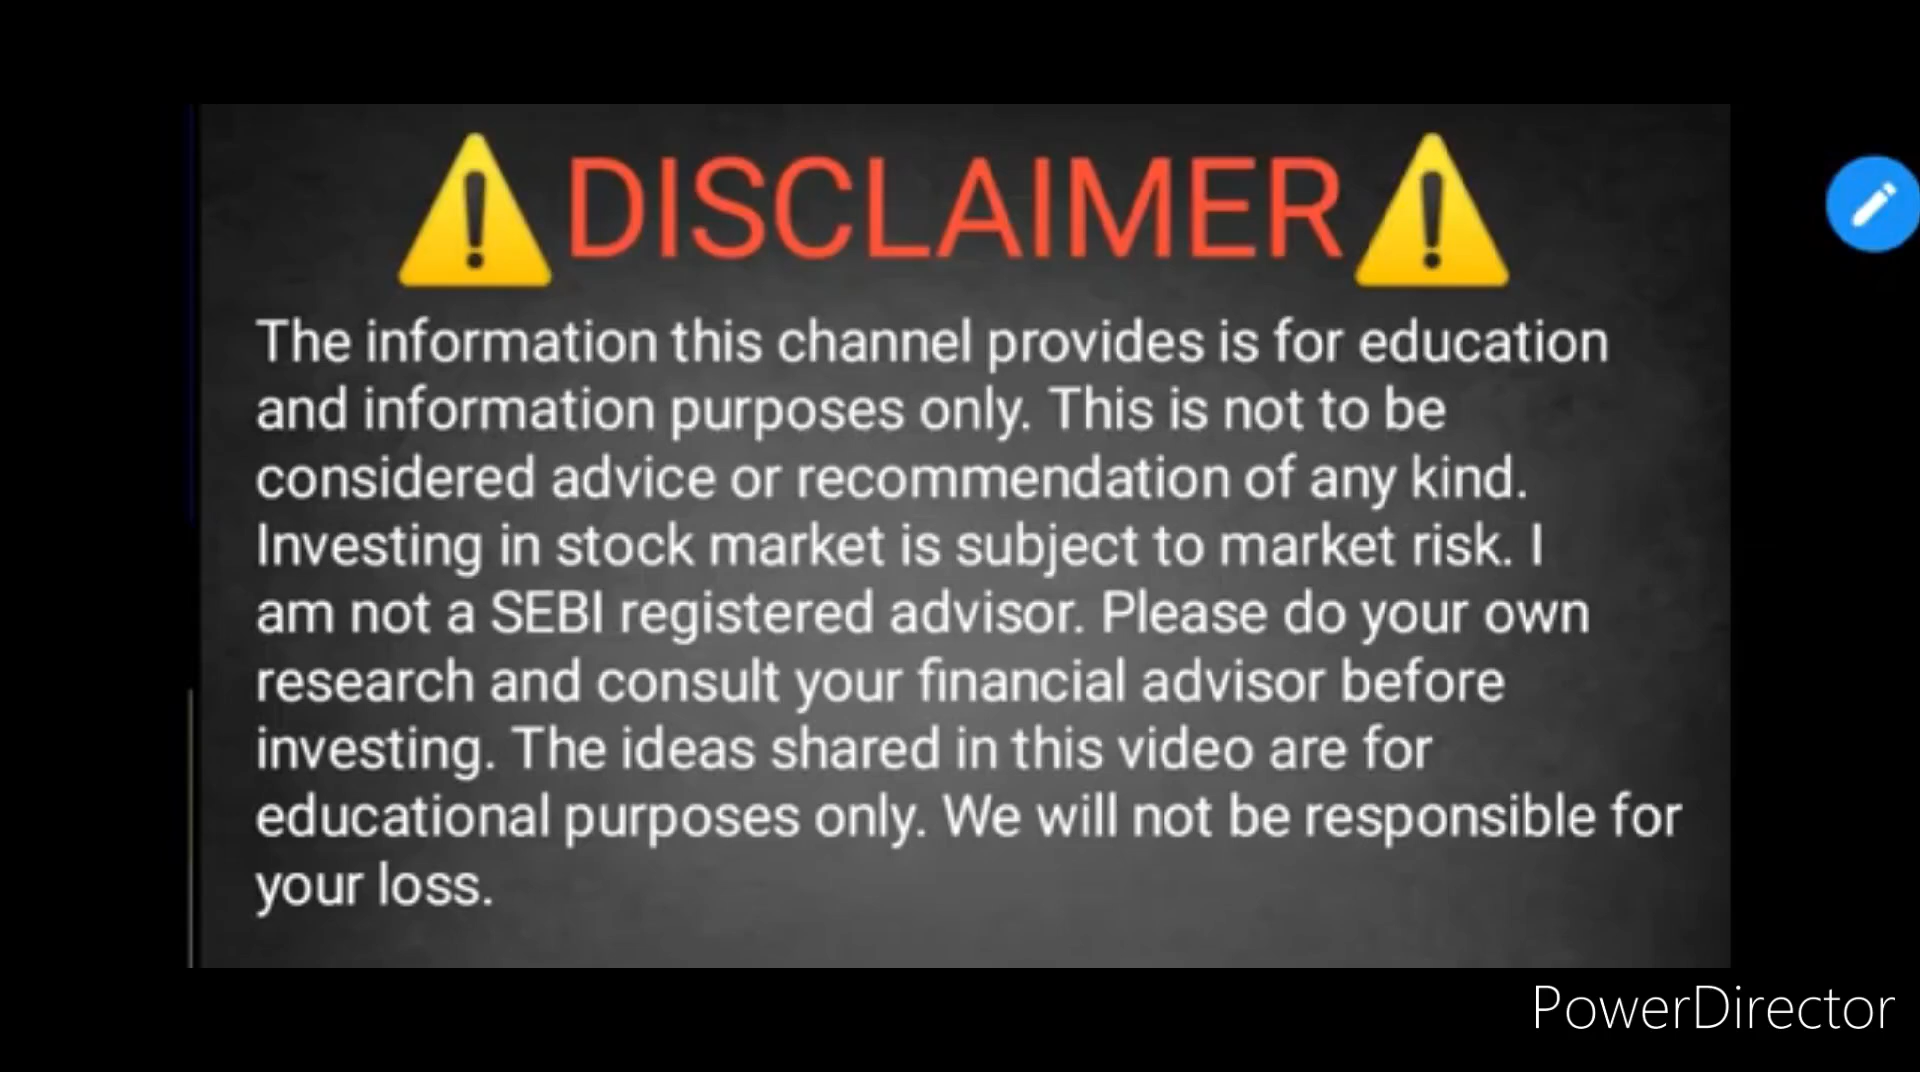 ⚠DISCLAIMER⚠
The information this channel provides is for education
and information purposes only. This is not to be
considered advice or recommendation of any kind.
Investing in stock market is subject to market risk. I
am not a SEBI registered advisor. Please do your own
research and consult your financial advisor before
investing. The ideas shared in this video are for
educational purposes only. We will not be responsible for
your loss.
PowerDirector